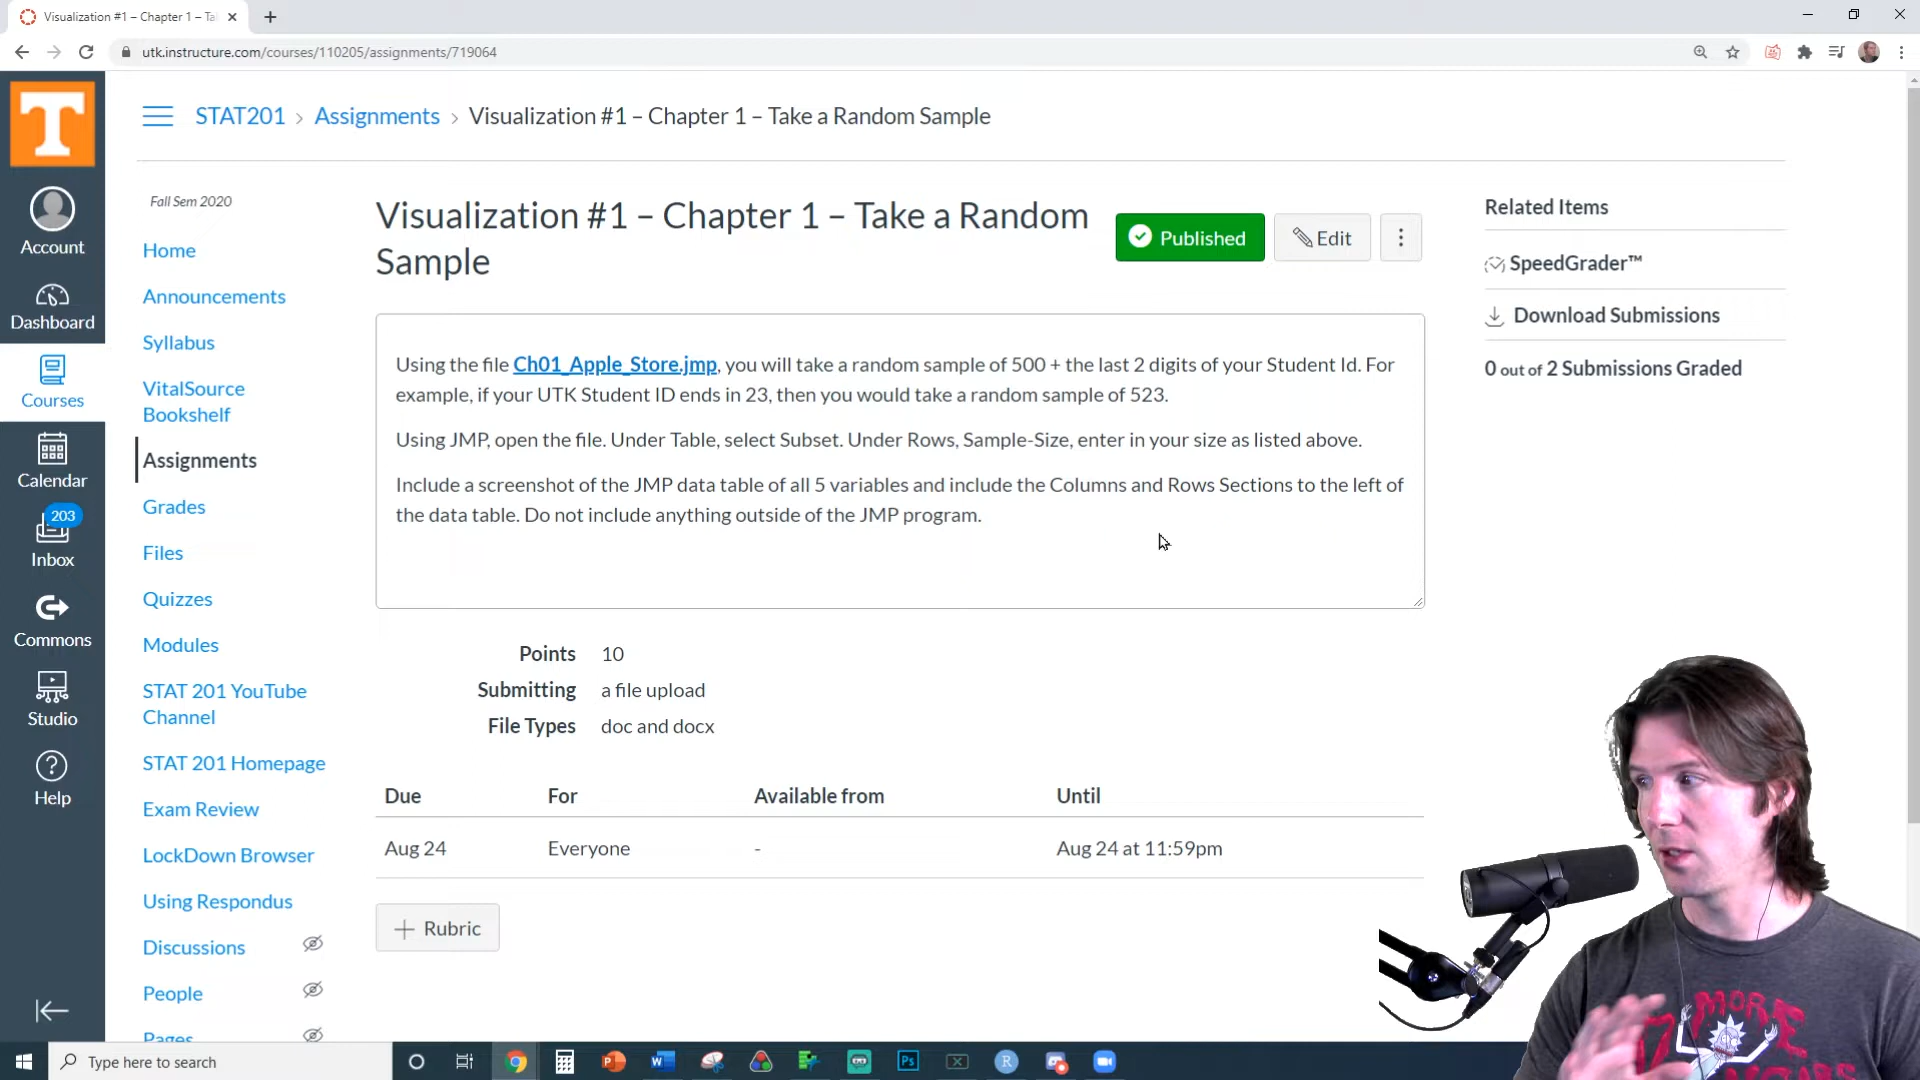 Visualization #1 – Chapter 1 – Ta
utk.instructure.com/courses/110205/assignments/719064
T
Account
Dashboard
Courses
Calendar
203
Inbox
Commons
Studio
Help
STAT201 › Assignments › Visualization #1 – Chapter 1 – Take a Random Sample
Fall Sem 2020
Home
Announcements
Syllabus
VitalSource
Bookshelf
Assignments
Grades
Files
Quizzes
Modules
STAT 201 YouTube
Channel
STAT 201 Homepage
Exam Review
LockDown Browser
Using Respondus
Discussions
People
Pages
Visualization #1 – Chapter 1 – Take a Random
Sample
Published
Edit
Using the file Ch01_Apple_Store.jmp, you will take a random sample of 500 + the last 2 digits of your Student Id. For
example, if your UTK Student ID ends in 23, then you would take a random sample of 523.
Using JMP, open the file. Under Table, select Subset. Under Rows, Sample-Size, enter in your size as listed above.
Include a screenshot of the JMP data table of all 5 variables and include the Columns and Rows Sections to the left of
the data table. Do not include anything outside of the JMP program.
Points 10
Submitting a file upload
File Types doc and docx
Due For Available from Until
Aug 24 Everyone - Aug 24 at 11:59pm
+ Rubric
Related Items
SpeedGrader™
Download Submissions
0 out of 2 Submissions Graded
MORE
Type here to search
W
Ps
R